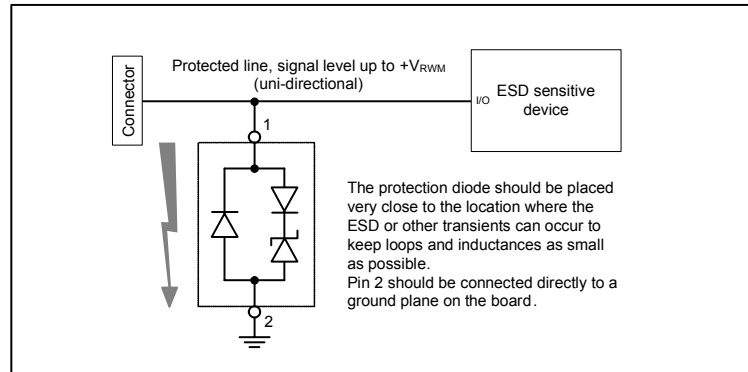 Connector
Protected line, signal level up to +VRWM
(uni-directional)
I/O
ESD sensitive
device
1
The protection diode should be placed
very close to the location where the
ESD or other transients can occur to
keep loops and inductances as small
as possible.
Pin 2 should be connected directly to a
ground plane on the board.
2